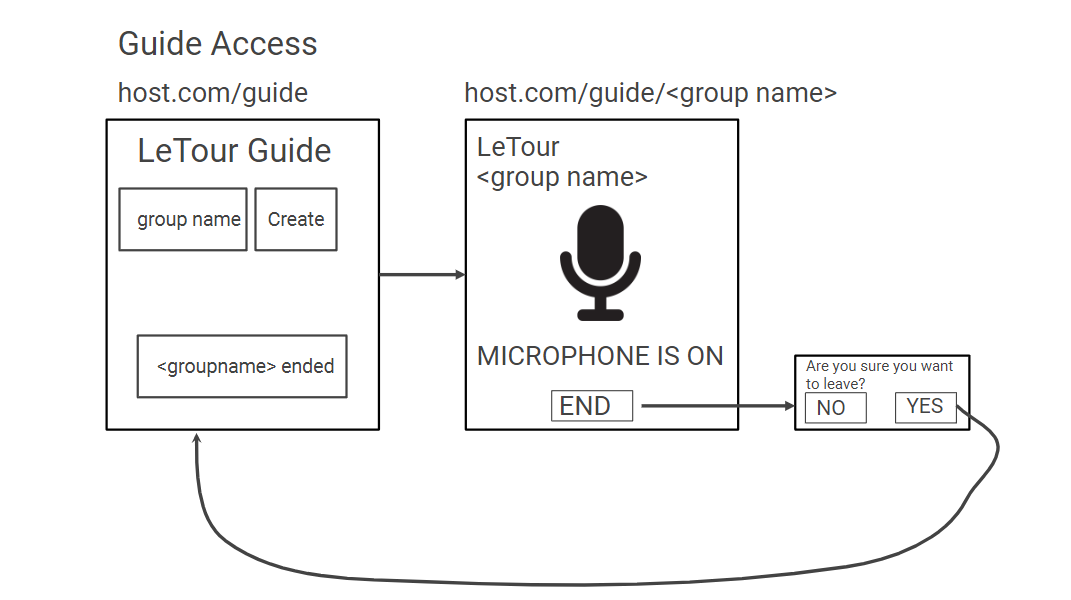 Guide Access
host.com/guide
LeTour Guide
group name
Create
<groupname> ended
host.com/guide/<group name>
LeTour
<group name>
MICROPHONE IS ON
END
Are you sure you want
to leave?
NO
YES